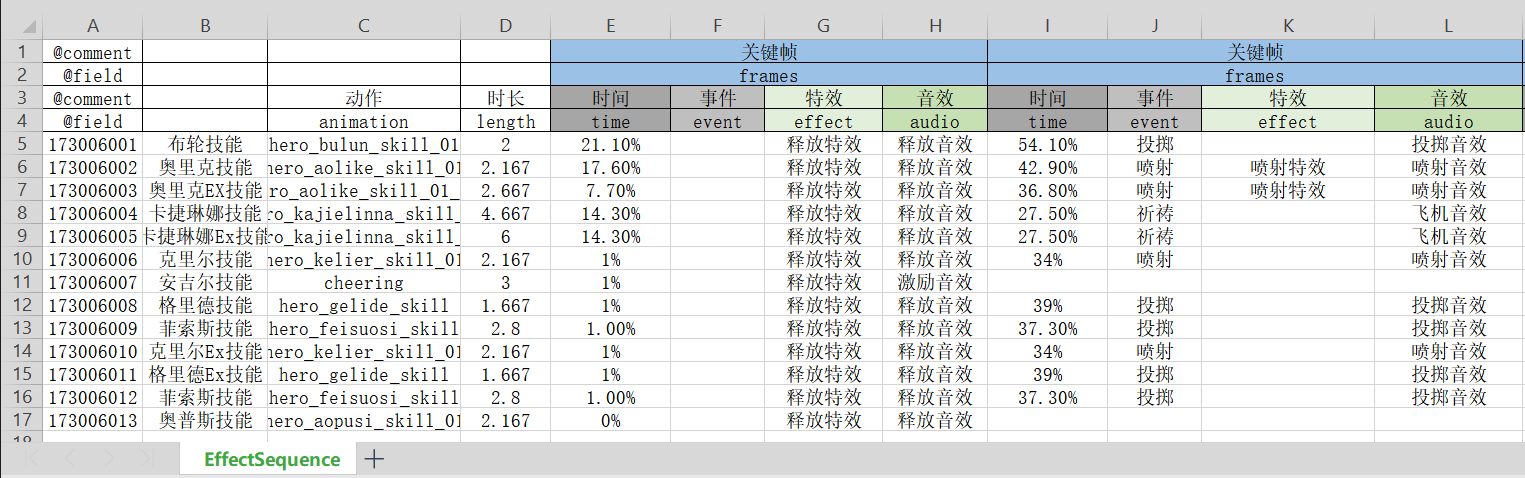 A B C D E F G H I J K L
1 @comment 关键帧 关键帧
2 @field frames frames
3 @comment 动作 时长 时间 事件 特效 音效 时间 事件 特效 音效
4 @field animation length time event effect audio time event effect audio
5 173006001 布轮技能 hero_bulun_skill_01 2 21.10% 释放特效 释放音效 54.10% 投掷 投掷音效
6 173006002 奥里克技能 hero_aolike_skill_01 2.167 17.60% 释放特效 释放音效 42.90% 喷射 喷射特效 喷射音效
7 173006003 奥里克EX技能 ro_aolike_skill_01_ 2.667 7.70% 释放特效 释放音效 36.80% 喷射 喷射特效 喷射音效
8 173006004 卡捷琳娜技能 ro_kajielinna_skill_ 4.667 14.30% 释放特效 释放音效 27.50% 祈祷 飞机音效
9 173006005 卡捷琳娜Ex技能 ro_kajielinna_skill_ 6 14.30% 释放特效 释放音效 27.50% 祈祷 飞机音效
10 173006006 克里尔技能 hero_kelier_skill_01 2.167 1% 释放特效 释放音效 34% 喷射 喷射音效
11 173006007 安吉尔技能 cheering 3 1% 释放特效 激励音效
12 173006008 格里德技能 hero_gelide_skill 1.667 1% 释放特效 释放音效 39% 投掷 投掷音效
13 173006009 菲索斯技能 hero_feisuosi_skill 2.8 1.00% 释放特效 释放音效 37.30% 投掷 投掷音效
14 173006010 克里尔Ex技能 hero_kelier_skill_01 2.167 1% 释放特效 释放音效 34% 喷射 喷射音效
15 173006011 格里德Ex技能 hero_gelide_skill 1.667 1% 释放特效 释放音效 39% 投掷 投掷音效
16 173006012 菲索斯技能 hero_feisuosi_skill 2.8 1.00% 释放特效 释放音效 37.30% 投掷 投掷音效
17 173006013 奥普斯技能 hero_aopusi_skill_01 2.167 0% 释放特效 释放音效
EffectSequence